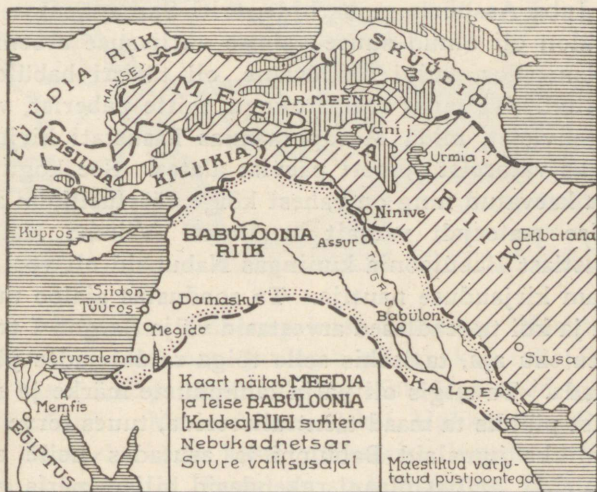 SKÜÜDID
LÜÜDIA RIIK
HALYSE J.
MEEDIA RIIK
ARMEENIA
Vani j.
Urmia j.
PISIIDIA
KILIIKIA
Küpros
BABÜLOONIA
RIIK
Ninive
Assur
TIGRIS
Ekbatana
Siidon
Tüüros
Damaskus
Megido
Babülon
Suusa
Jeruusalemm
KALDEA
Memfis
EGIPTUS
Kaart näitab MEEDIA
ja Teise BABÜLOONIA
[Kaldea] RIIGI suhteid
Nebukadnetsar
Suure valitsusajal
Mäestikud varju-
tatud püstjoontega